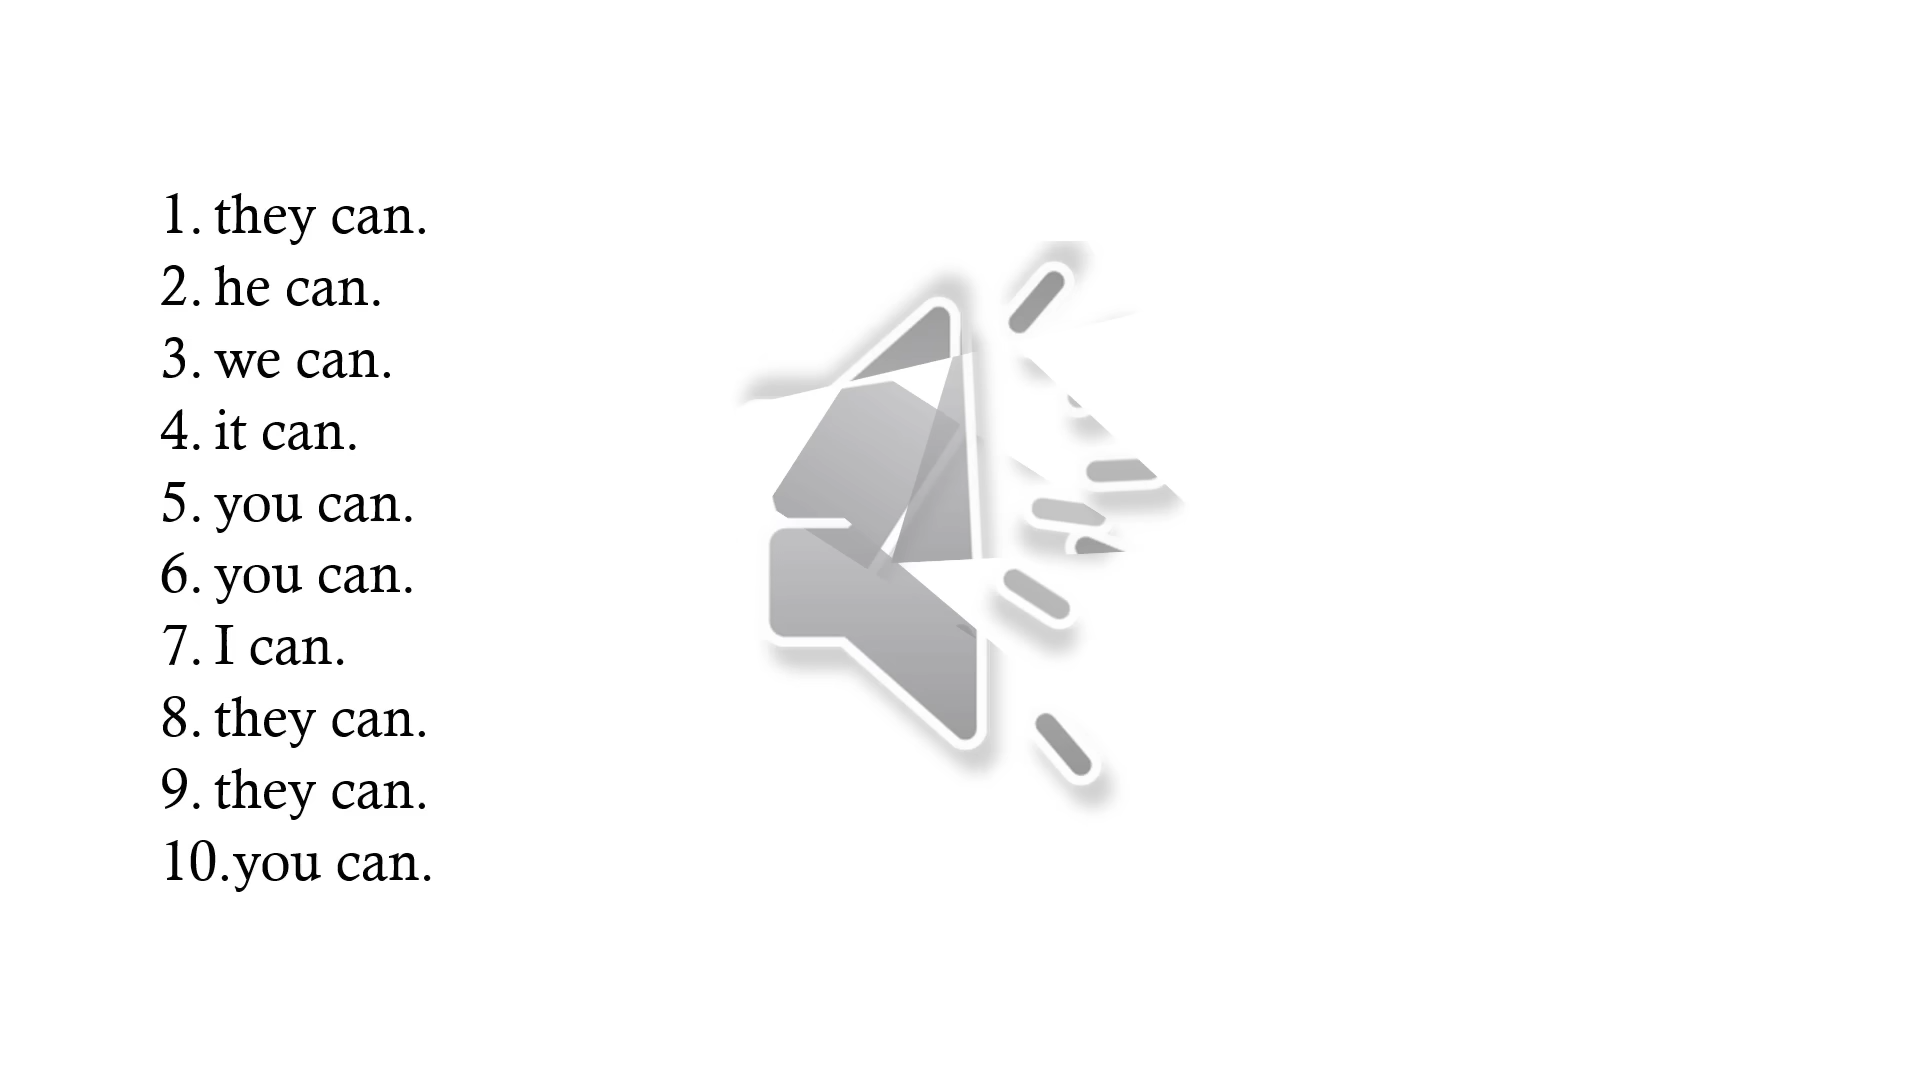 1. they can.
2. he can.
3. we can.
4. it can.
5. you can.
6. you can.
7. I can.
8. they can.
9. they can.
10.you can.